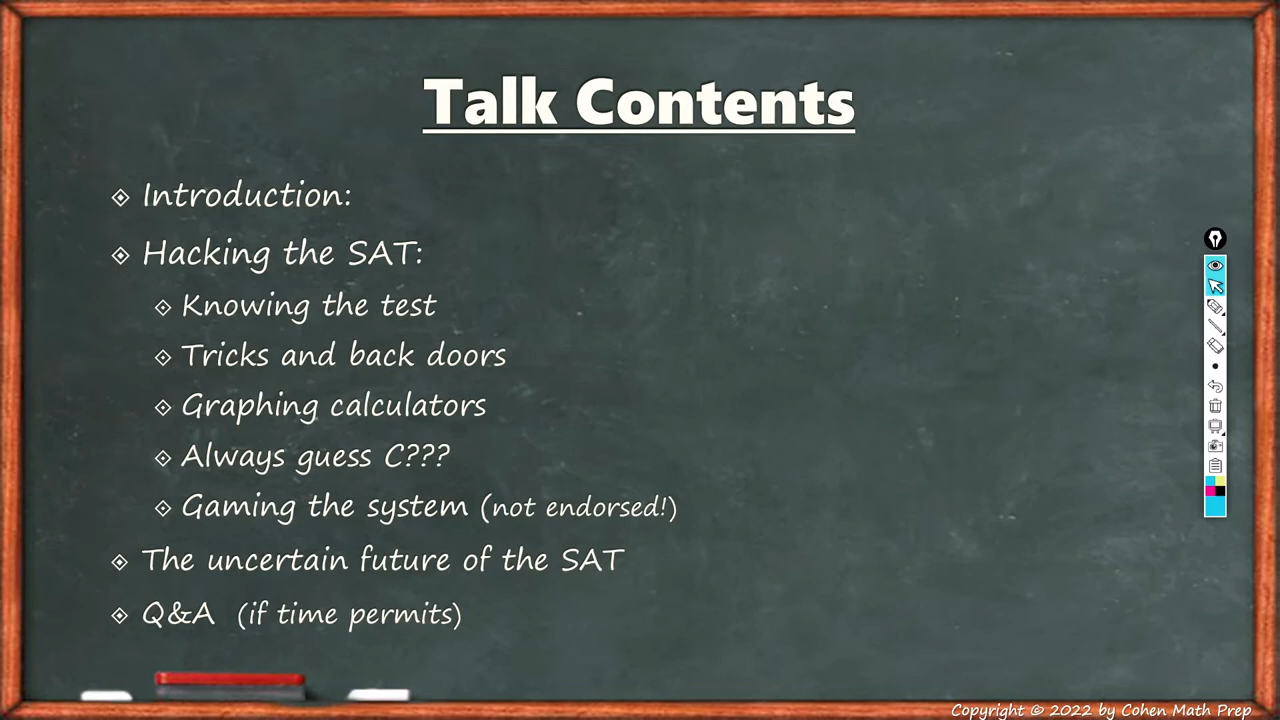 Talk Contents
Introduction:
Hacking the SAT:
Knowing the test
Tricks and back doors
Graphing calculators
Always guess C???
Gaming the system (not endorsed!)
The uncertain future of the SAT
Q&A (if time permits)
Copyright © 2022 by Cohen Math Prep